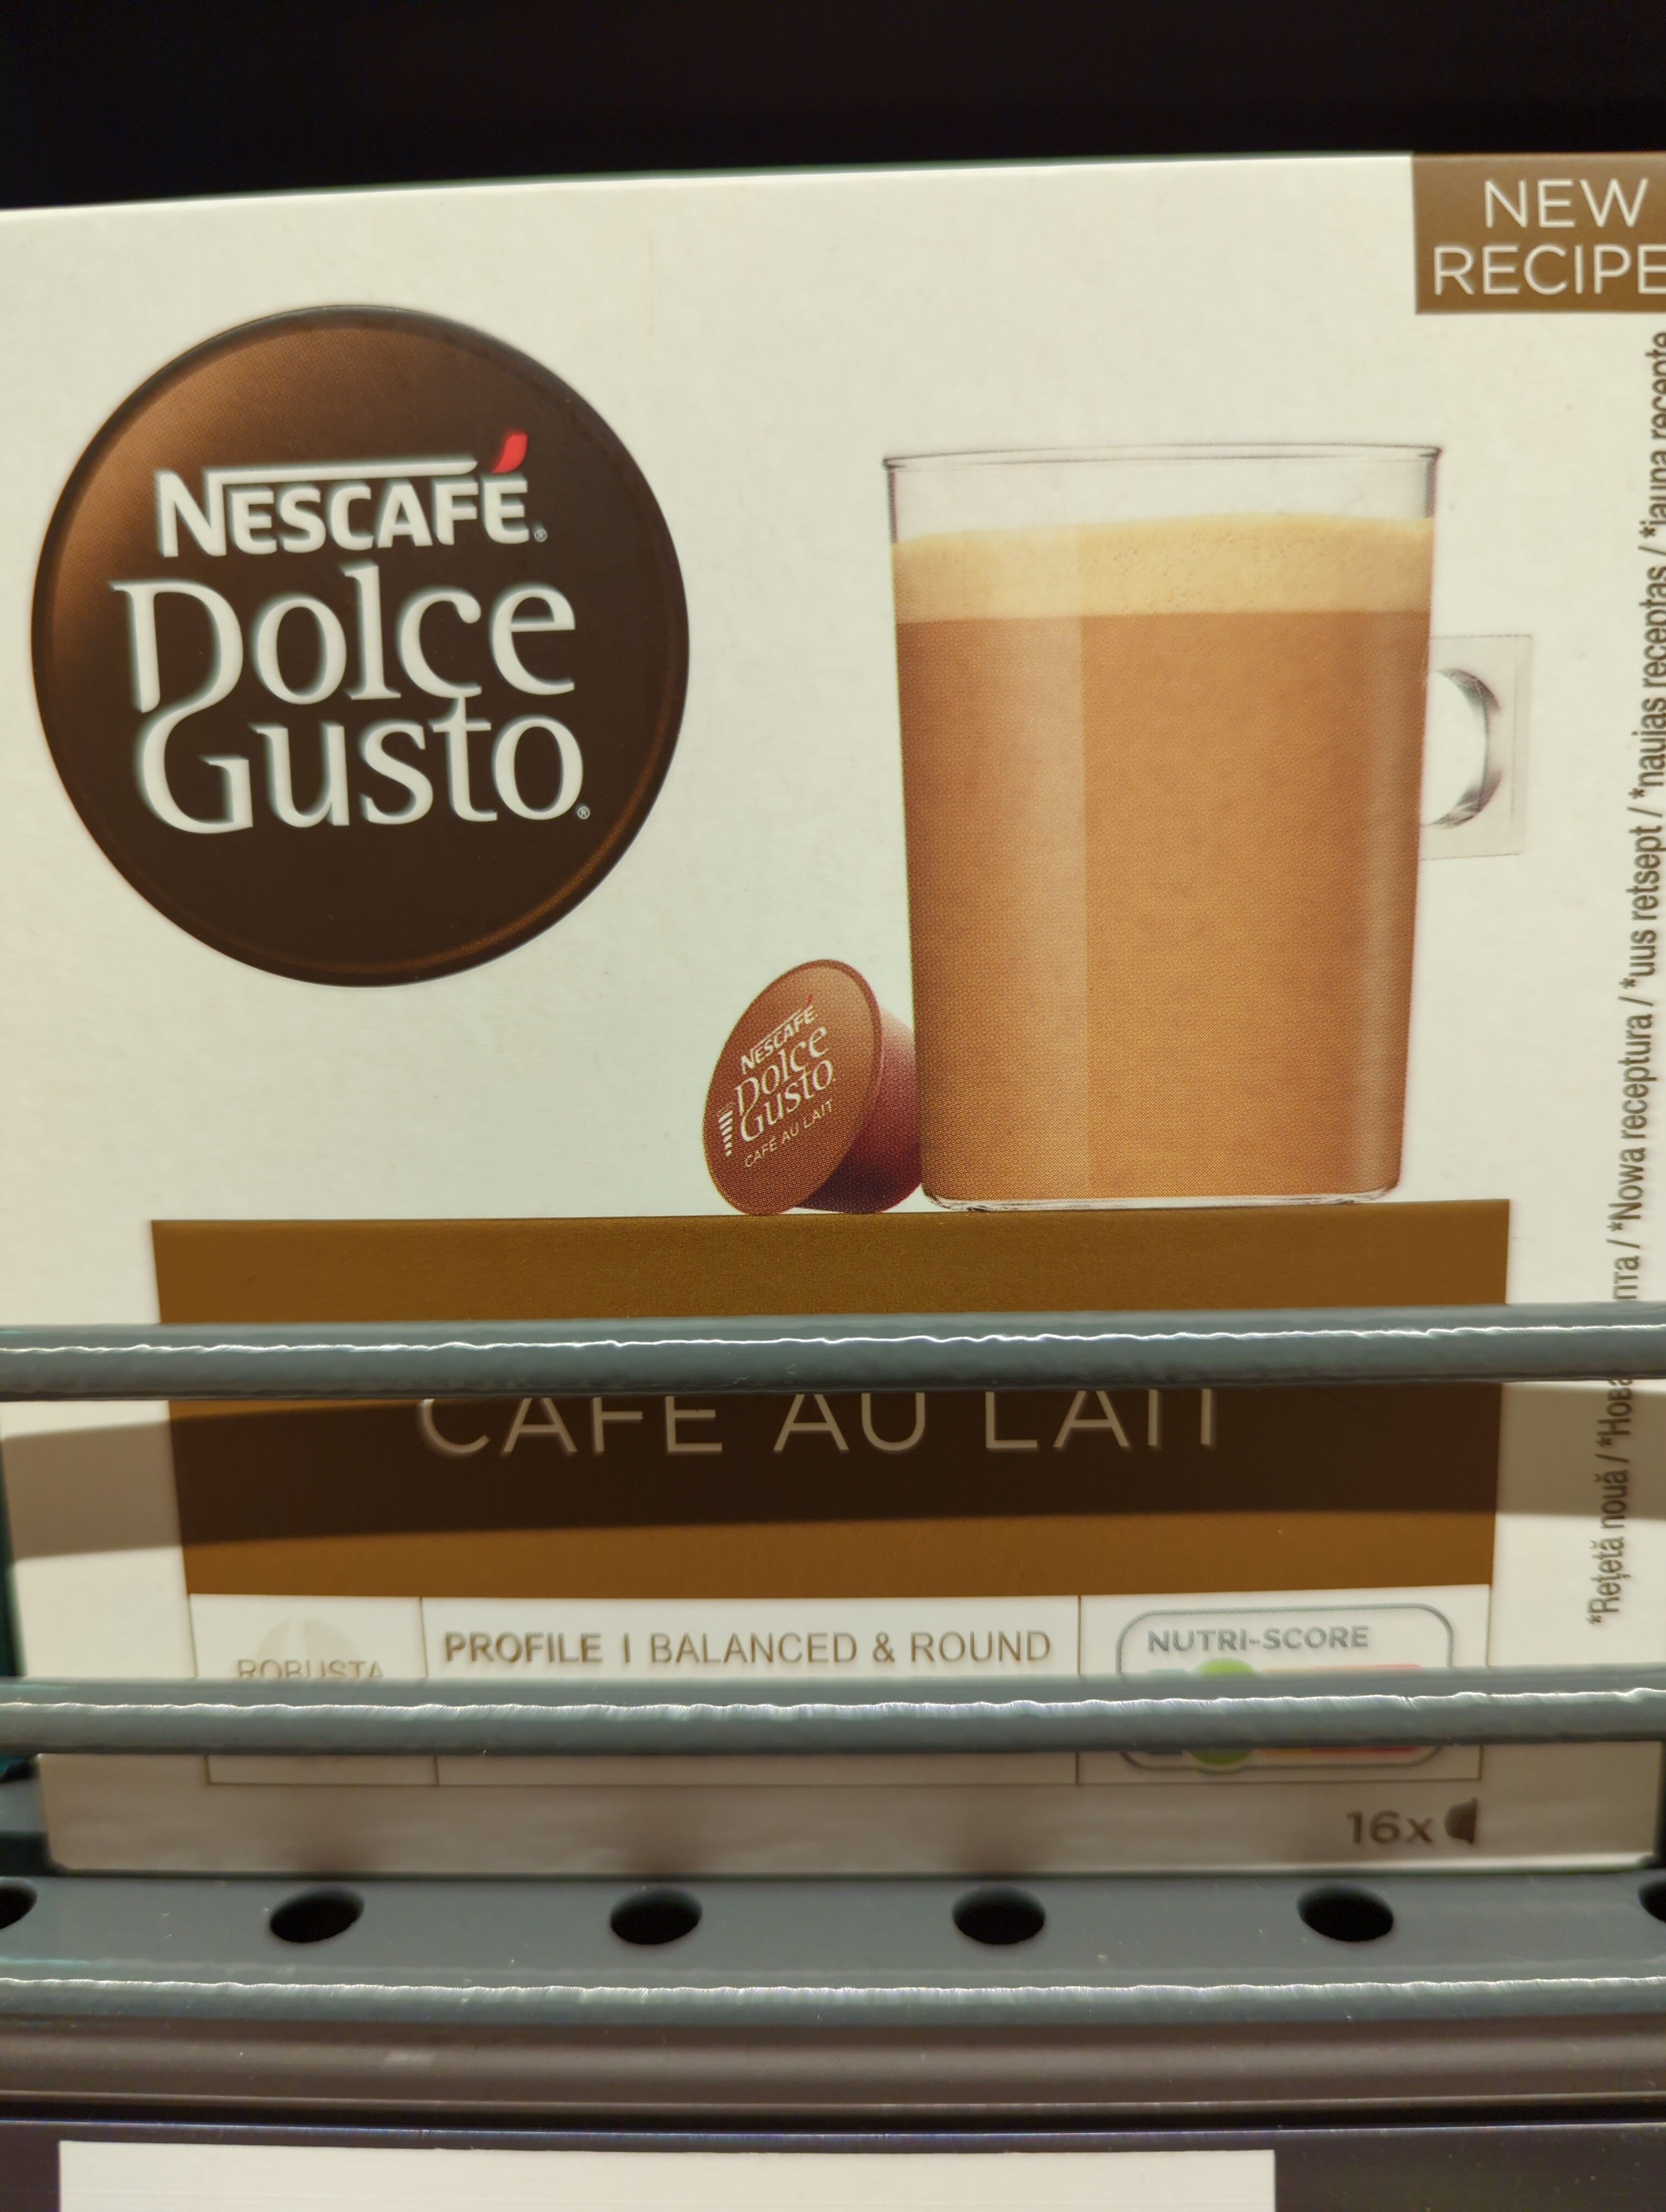 NEW
RECIPE
NESCAFÉ®
Dolce
Gusto®
NESCAFÉ
Dolce
Gusto
CAFÉ AU LAIT
CAFÉ AU LAIT
ROBUSTA
PROFILE | BALANCED & ROUND
NUTRI-SCORE
16x
*Rețetă nouă / *Нова / *Nowa receptura / *uus retsept / *naujas receptas / *jauna recepte